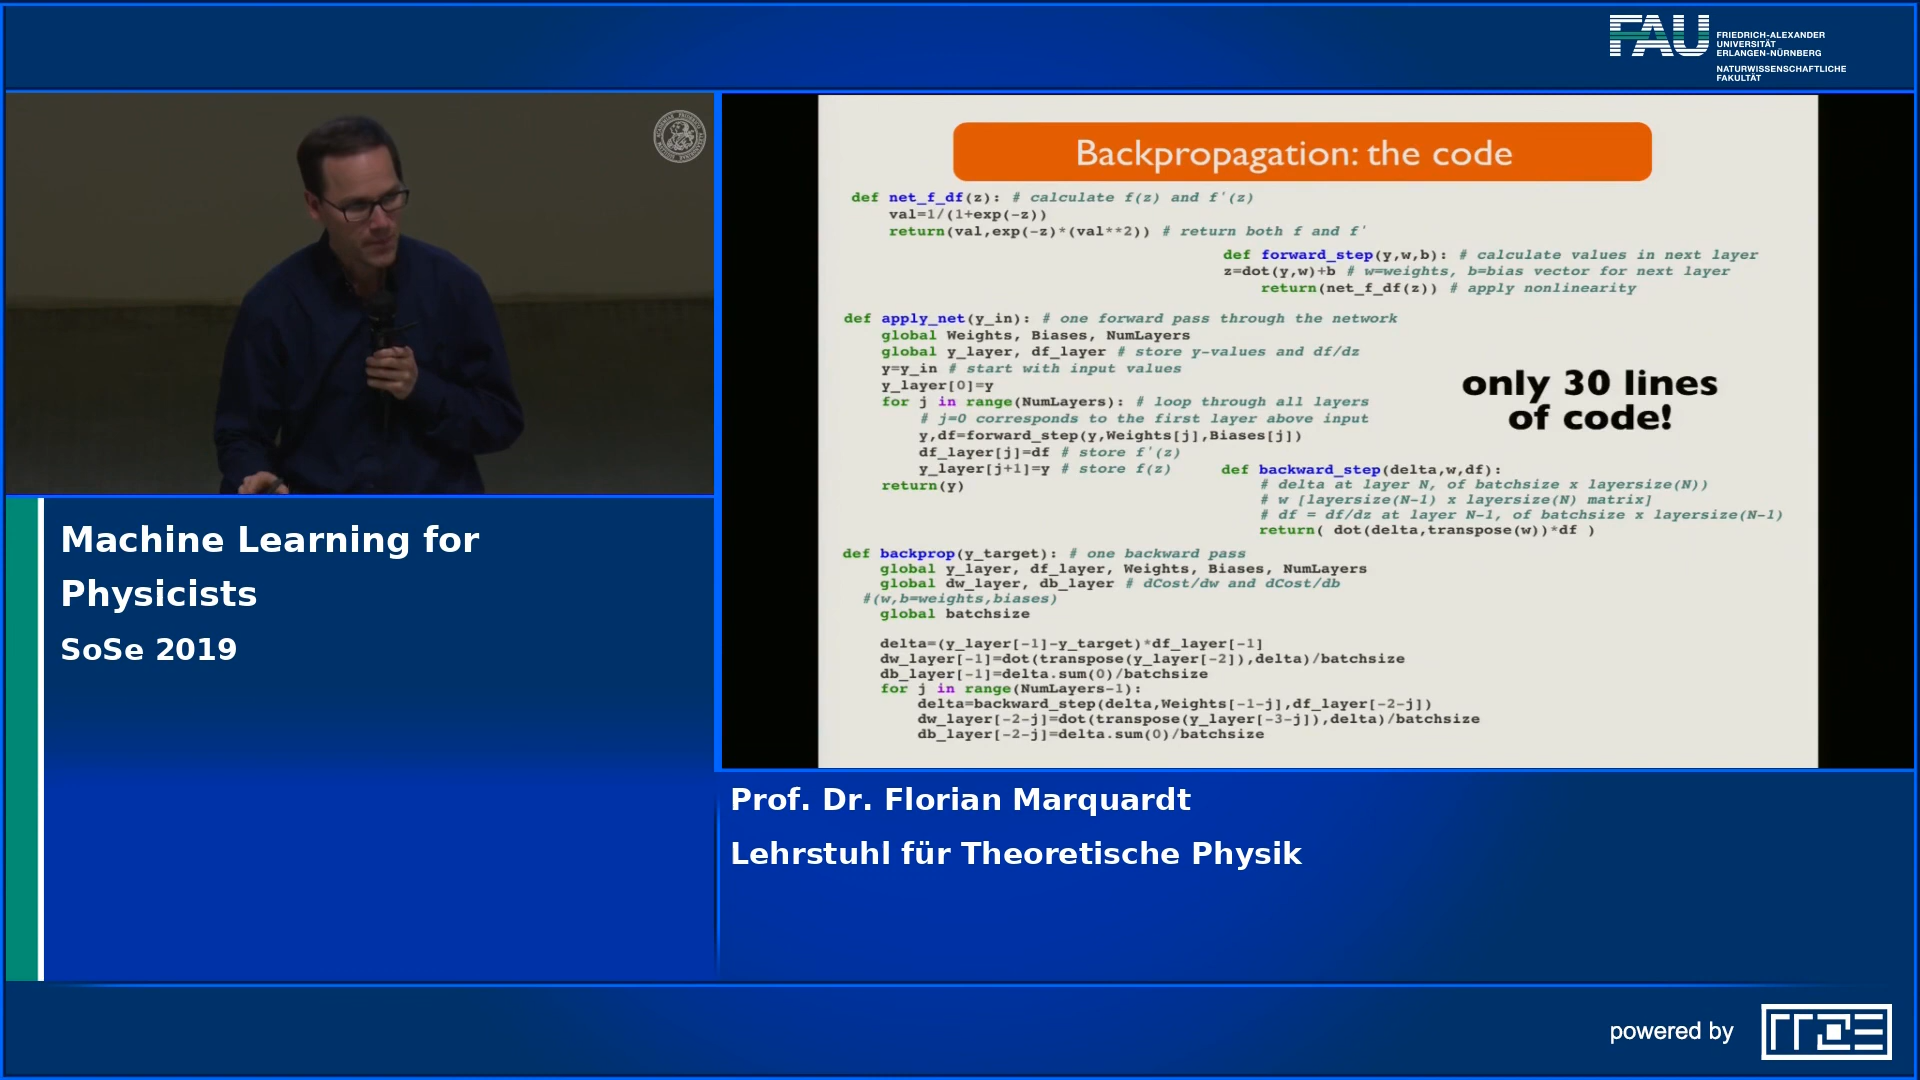 FAU
FRIEDRICH-ALEXANDER
UNIVERSITÄT
ERLANGEN-NÜRNBERG
NATURWISSENSCHAFTLICHE
FAKULTÄT
Backpropagation: the code
def net_f_df(z): # calculate f(z) and f'(z)
    val=1/(1+exp(-z))
    return(val,exp(-z)*(val**2)) # return both f and f'
def forward_step(y,w,b): # calculate values in next layer
z=dot(y,w)+b # w=weights, b=bias vector for next layer
    return(net_f_df(z)) # apply nonlinearity
def apply_net(y_in): # one forward pass through the network
    global Weights, Biases, NumLayers
    global y_layer, df_layer # store y-values and df/dz
    y=y_in # start with input values
    y_layer[0]=y
    for j in range(NumLayers): # loop through all layers
        # j=0 corresponds to the first layer above input
        y,df=forward_step(y,Weights[j],Biases[j])
        df_layer[j]=df # store f'(z)
        y_layer[j+1]=y # store f(z)
    return(y)
only 30 lines
of code!
def backward_step(delta,w,df):
    # delta at layer N, of batchsize x layersize(N))
    # w [layersize(N-1) x layersize(N) matrix]
    # df = df/dz at layer N-1, of batchsize x layersize(N-1)
    return( dot(delta,transpose(w))*df )
def backprop(y_target): # one backward pass
    global y_layer, df_layer, Weights, Biases, NumLayers
    global dw_layer, db_layer # dCost/dw and dCost/db
  #(w,b=weights,biases)
    global batchsize
    delta=(y_layer[-1]-y_target)*df_layer[-1]
    dw_layer[-1]=dot(transpose(y_layer[-2]),delta)/batchsize
    db_layer[-1]=delta.sum(0)/batchsize
    for j in range(NumLayers-1):
        delta=backward_step(delta,Weights[-1-j],df_layer[-2-j])
        dw_layer[-2-j]=dot(transpose(y_layer[-3-j]),delta)/batchsize
        db_layer[-2-j]=delta.sum(0)/batchsize
Machine Learning for
Physicists
SoSe 2019
Prof. Dr. Florian Marquardt
Lehrstuhl für Theoretische Physik
powered by